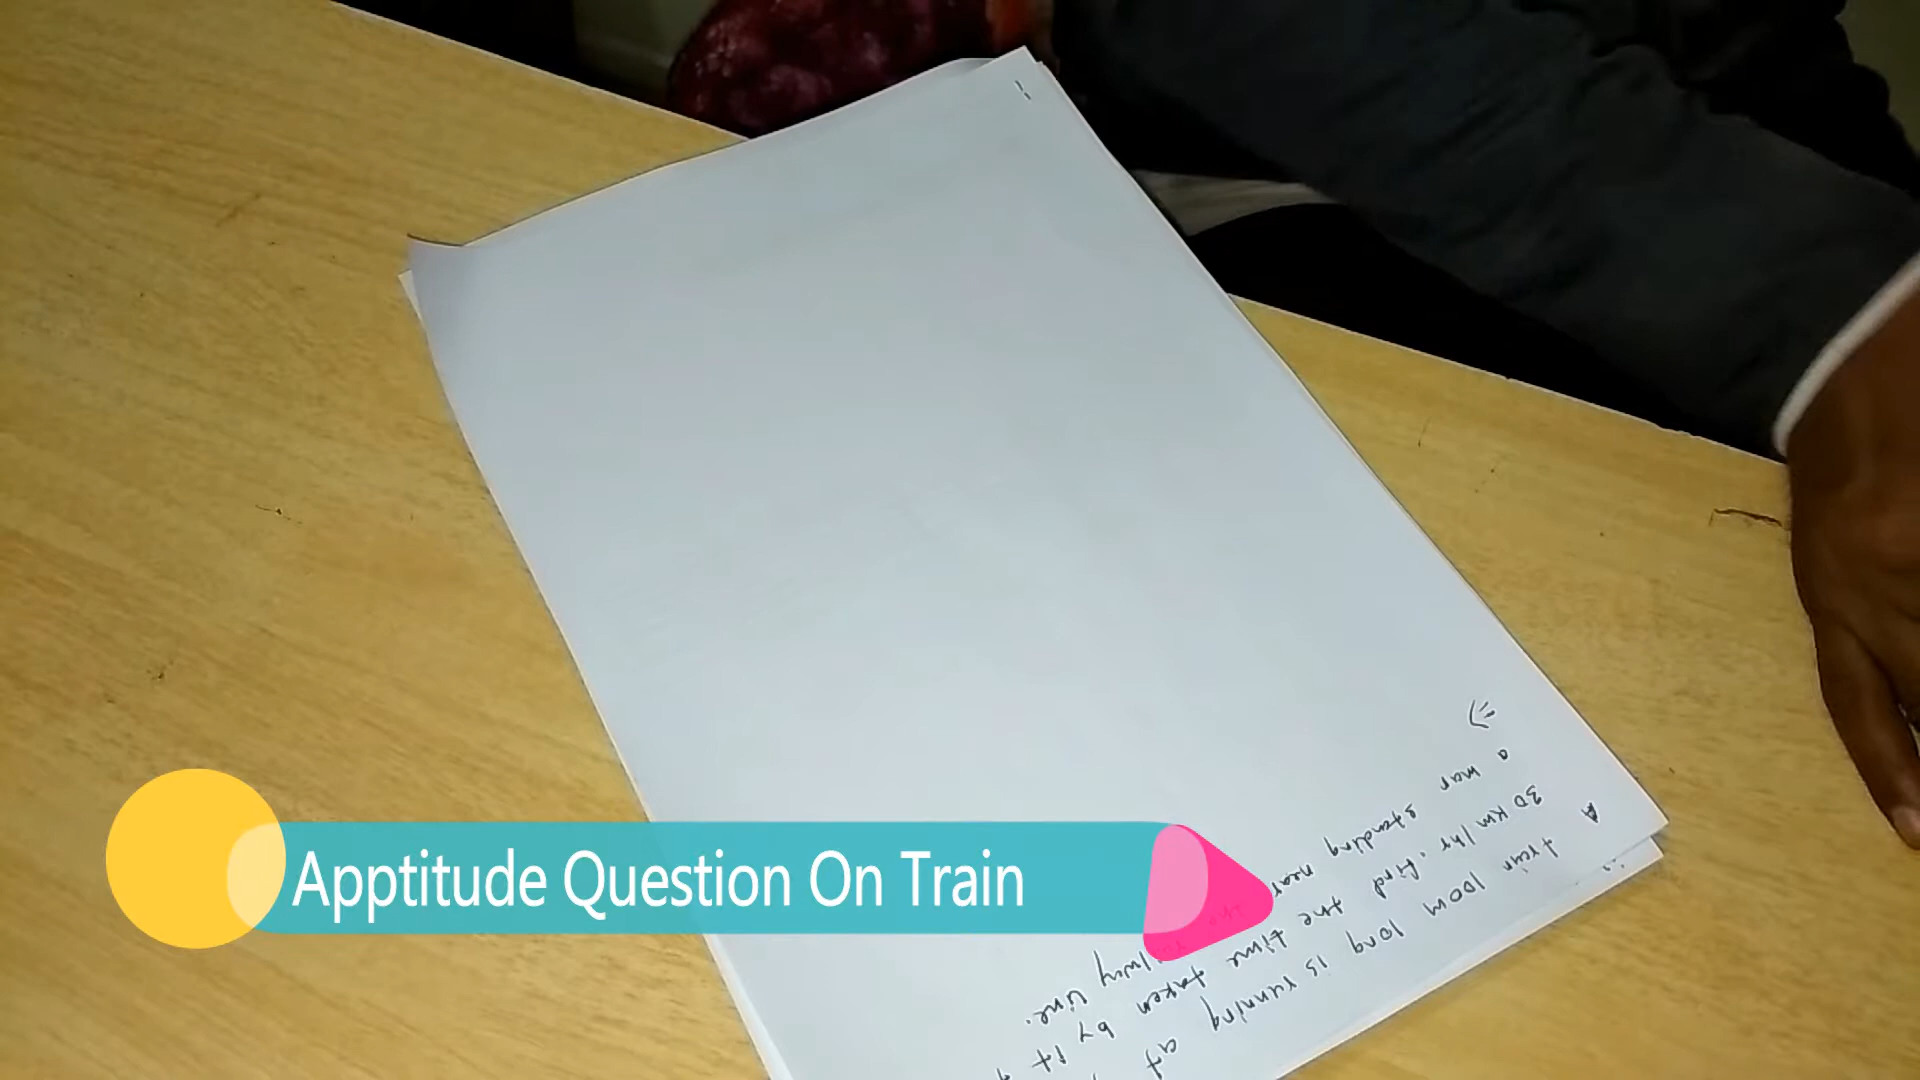 A train 100m long is running at
30 km/hr. find the time taken by it
a man standing near the railway line.
=)
Apptitude Question On Train